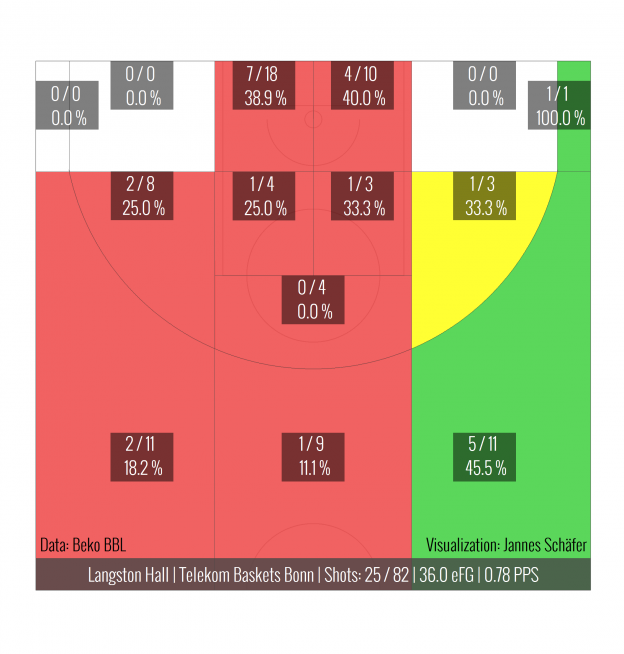 0 / 0
0.0 %
0 / 0
0.0 %
7 / 18
38.9 %
4 / 10
40.0 %
0 / 0
0.0 %
1 / 1
100.0 %
2 / 8
25.0 %
1 / 4
25.0 %
1 / 3
33.3 %
1 / 3
33.3 %
0 / 4
0.0 %
2 / 11
18.2 %
1 / 9
11.1 %
5 / 11
45.5 %
Data: Beko BBL
Visualization: Jannes Schäfer
Langston Hall | Telekom Baskets Bonn | Shots: 25 / 82 | 36.0 eFG | 0.78 PPS